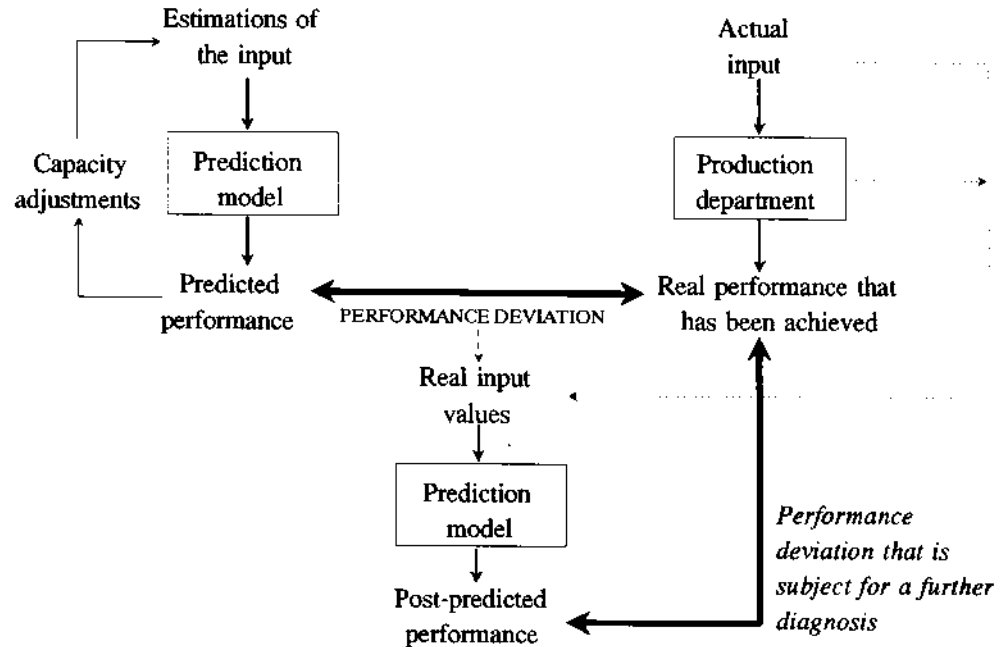 Estimations of
the input
Actual
input
Capacity
adjustments
Prediction
model
Production
department
Predicted
performance
PERFORMANCE DEVIATION
Real performance that
has been achieved
Real input
values
Prediction
model
Post-predicted
performance
Performance
deviation that is
subject for a further
diagnosis